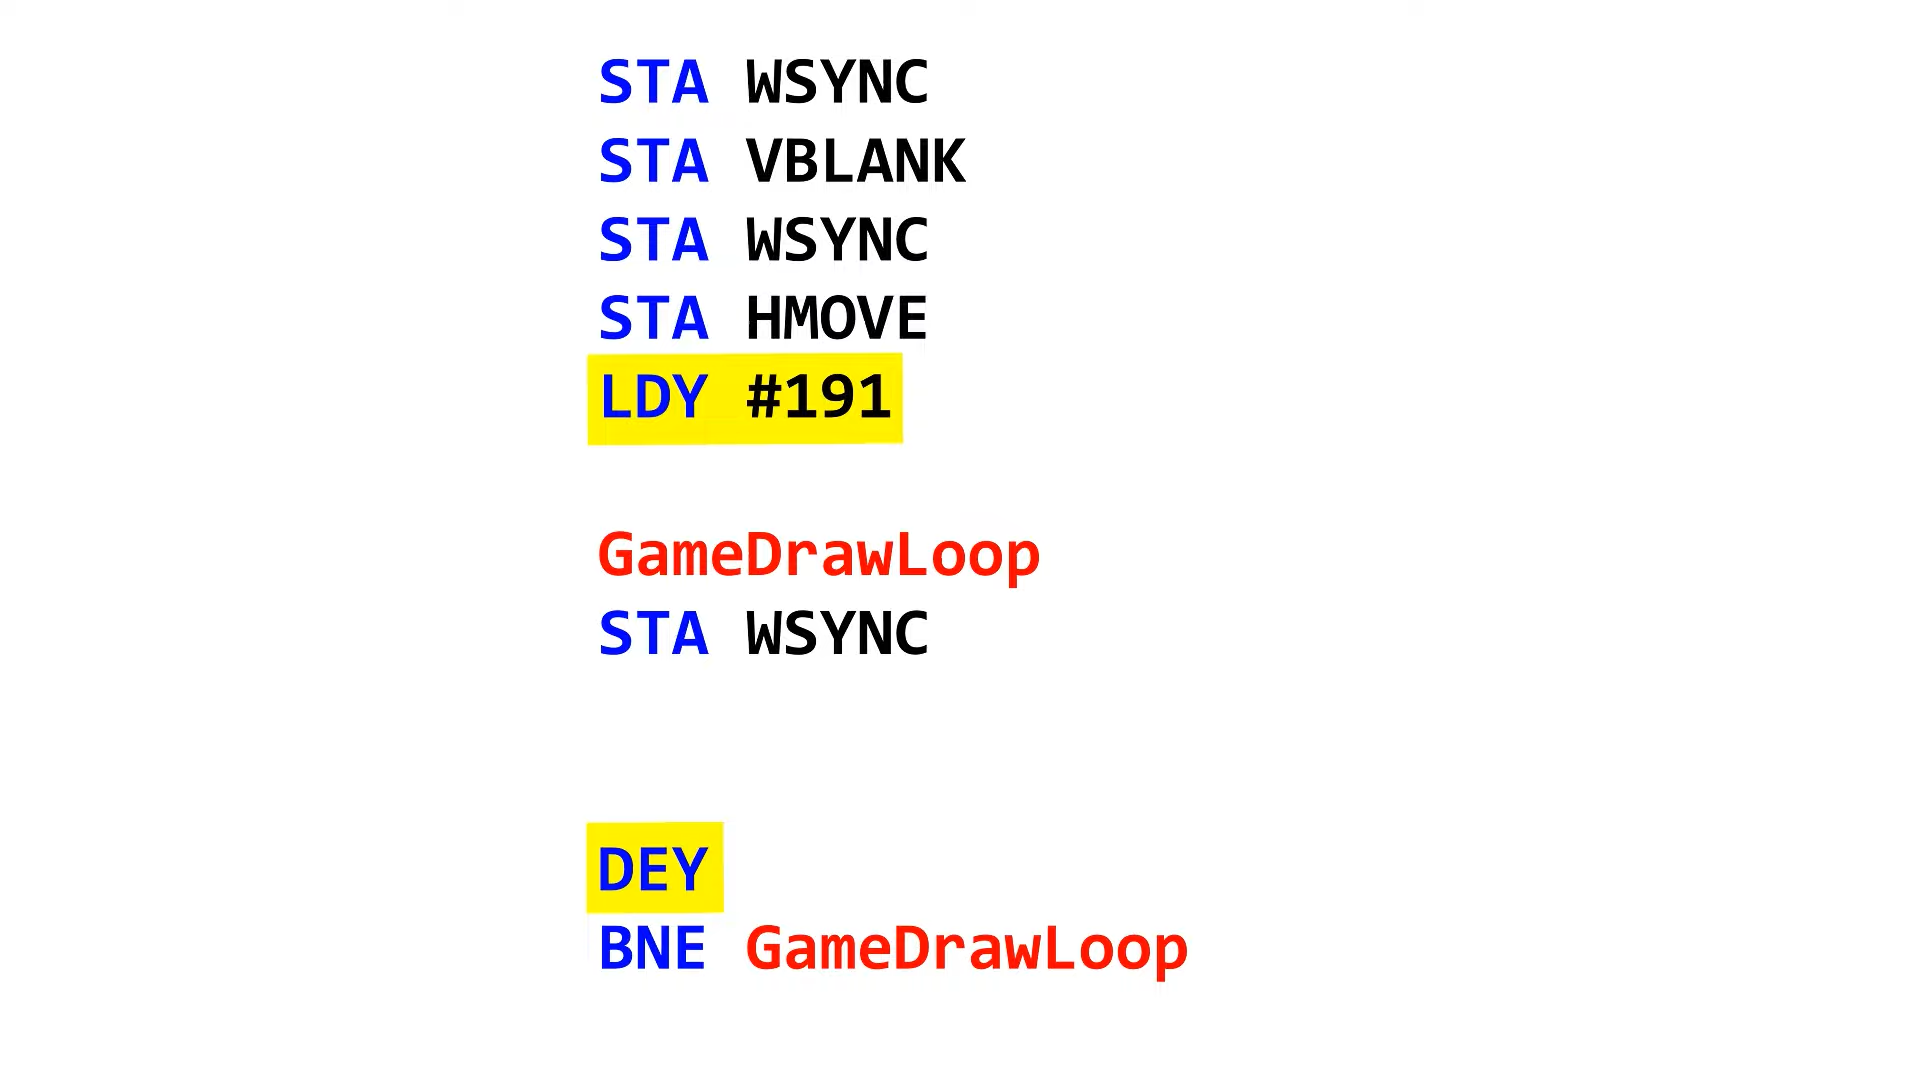 STA WSYNC
STA VBLANK
STA WSYNC
STA HMOVE
LDY #191
GameDrawLoop
STA WSYNC
DEY
BNE GameDrawLoop